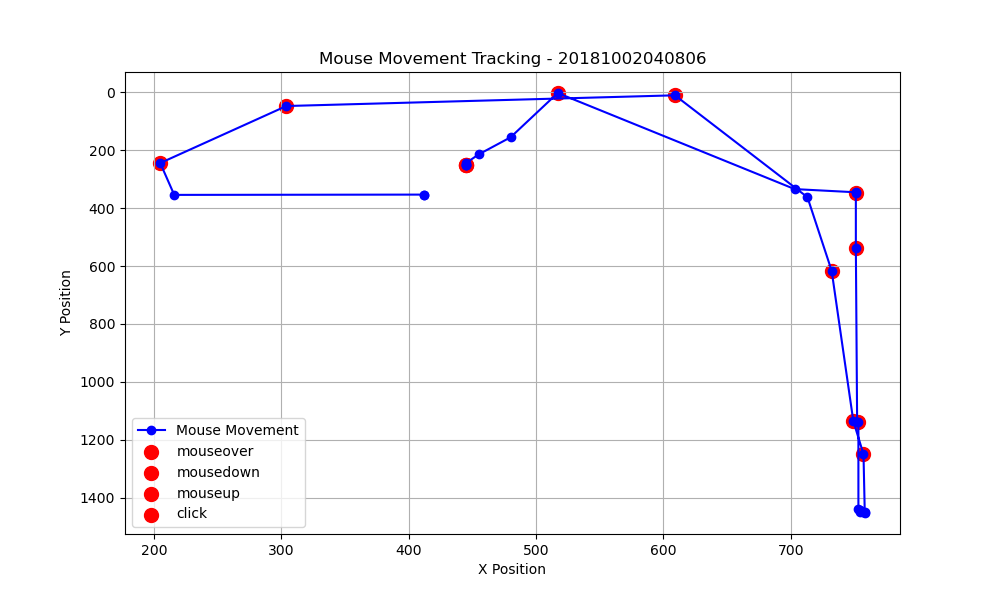 Mouse Movement Tracking - 20181002040806
0
200
400
600
800
1000
1200
1400
Y Position
Mouse Movement
mouseover
mousedown
mouseup
click
200 300 400 500 600 700
X Position